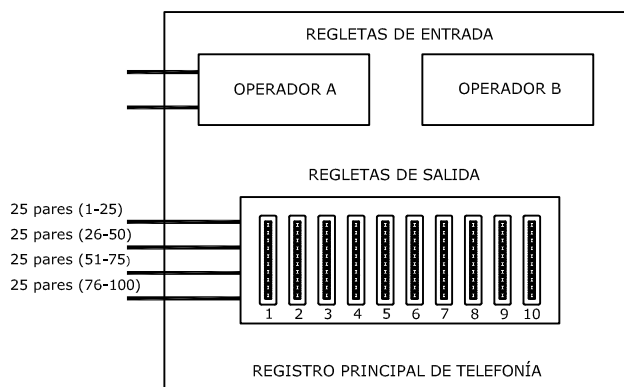 REGLETAS DE ENTRADA
OPERADOR A
OPERADOR B
REGLETAS DE SALIDA
25 pares (1-25)
25 pares (26-50)
25 pares (51-75)
25 pares (76-100)
1 2 3 4 5 6 7 8 9 10
REGISTRO PRINCIPAL DE TELEFONÍA